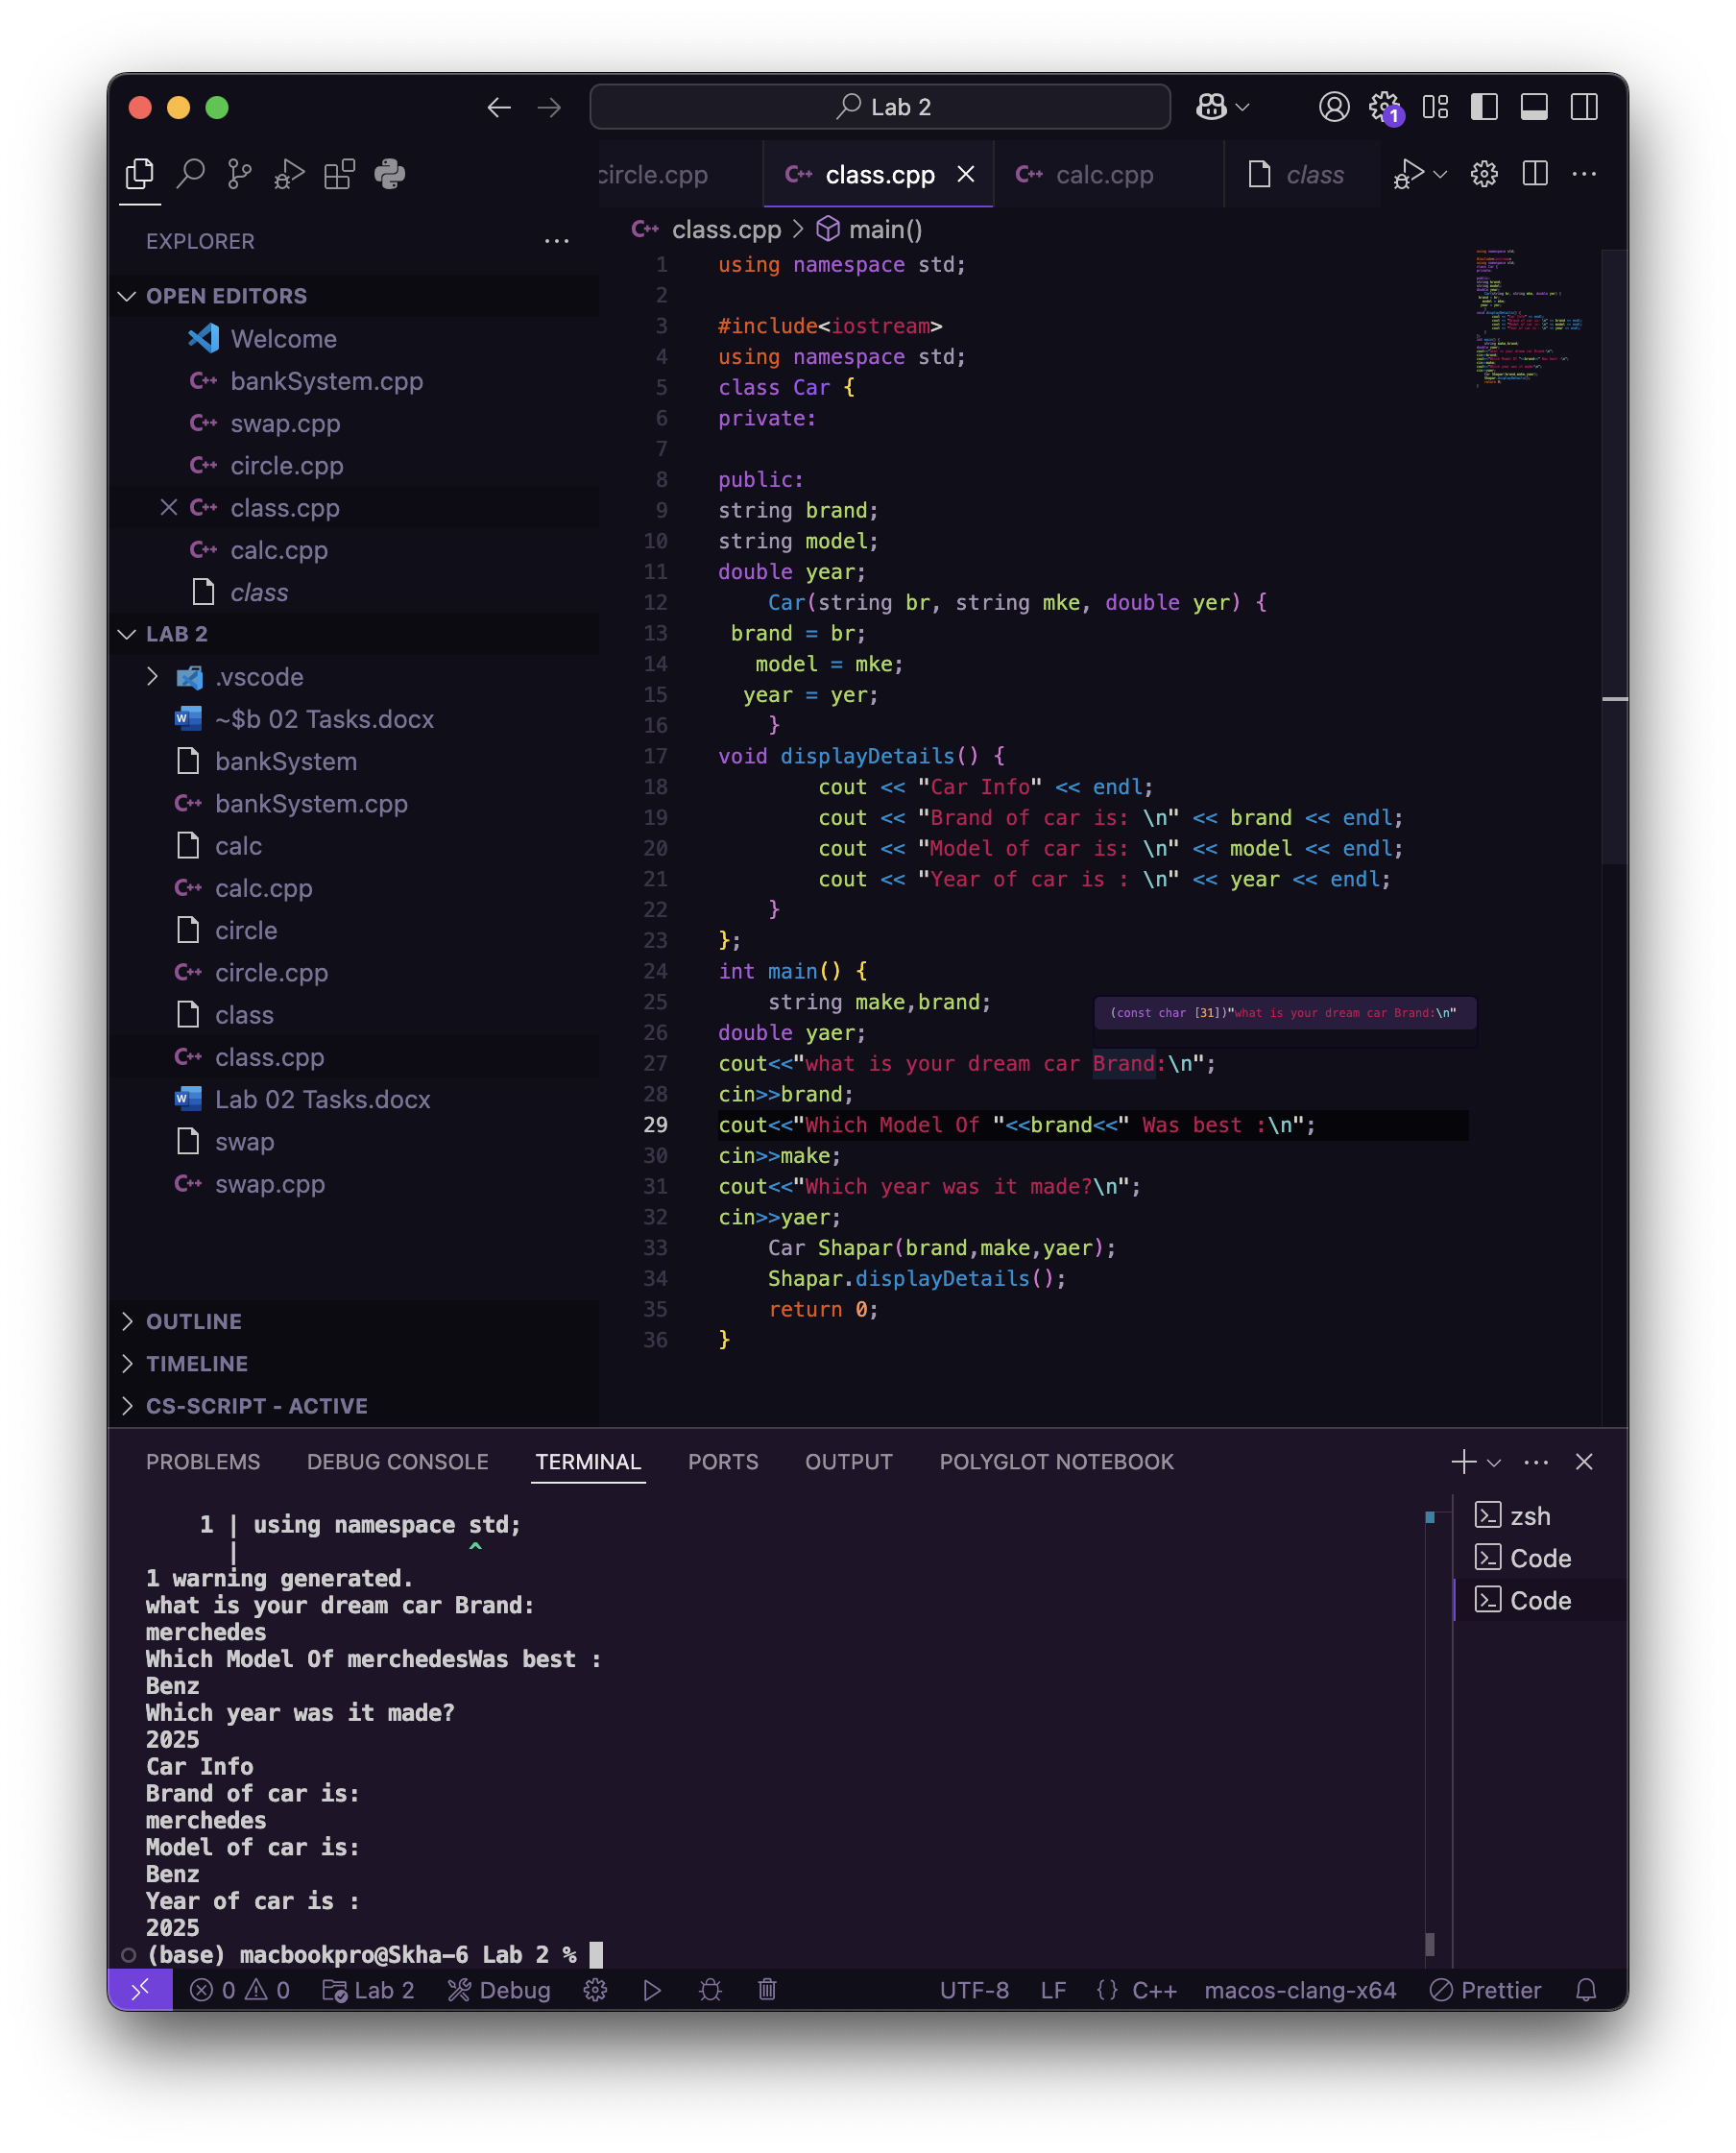 Lab 2
1
circle.cpp
class.cpp
calc.cpp
class
EXPLORER
class.cpp > main()
OPEN EDITORS
Welcome
bankSystem.cpp
swap.cpp
circle.cpp
class.cpp
calc.cpp
class
LAB 2
.vscode
~$b 02 Tasks.docx
bankSystem
bankSystem.cpp
calc
calc.cpp
circle
circle.cpp
class
class.cpp
Lab 02 Tasks.docx
swap
swap.cpp
OUTLINE
TIMELINE
CS-SCRIPT - ACTIVE
1 using namespace std;
2
3 #include<iostream>
4 using namespace std;
5 class Car {
6 private:
7
8 public:
9 string brand;
10 string model;
11 double year;
12 Car(string br, string mke, double yer) {
13 brand = br;
14 model = mke;
15 year = yer;
16 }
17 void displayDetails() {
18 cout << "Car Info" << endl;
19 cout << "Brand of car is: \n" << brand << endl;
20 cout << "Model of car is: \n" << model << endl;
21 cout << "Year of car is : \n" << year << endl;
22 }
23 };
24 int main() {
25 string make,brand;
(const char [31])"what is your dream car Brand:\n"
26 double yaer;
27 cout<<"what is your dream car Brand:\n";
28 cin>>brand;
29 cout<<"Which Model Of "<<brand<<" Was best :\n";
30 cin>>make;
31 cout<<"Which year was it made?\n";
32 cin>>yaer;
33 Car Shapar(brand,make,yaer);
34 Shapar.displayDetails();
35 return 0;
36 }
PROBLEMS DEBUG CONSOLE TERMINAL PORTS OUTPUT POLYGLOT NOTEBOOK
1 | using namespace std;
| ^
1 warning generated.
what is your dream car Brand:
merchedes
Which Model Of merchedesWas best :
Benz
Which year was it made?
2025
Car Info
Brand of car is:
merchedes
Model of car is:
Benz
Year of car is :
2025
(base) macbookpro@Skha-6 Lab 2 %
zsh
Code
Code
0 0 Lab 2 Debug UTF-8 LF {} C++ macos-clang-x64 Prettier